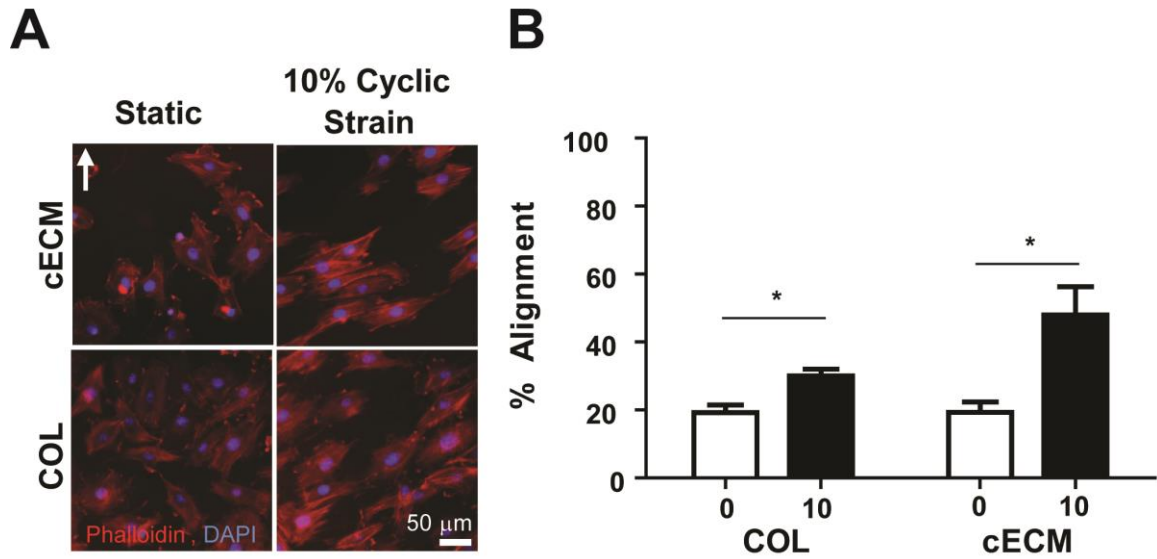 A
Static
10% Cyclic
Strain
cECM
COL
Phalloidin , DAPI
50 μm
B
% Alignment
100
80
60
40
20
0
*
*
0
10
0
10
COL
cECM